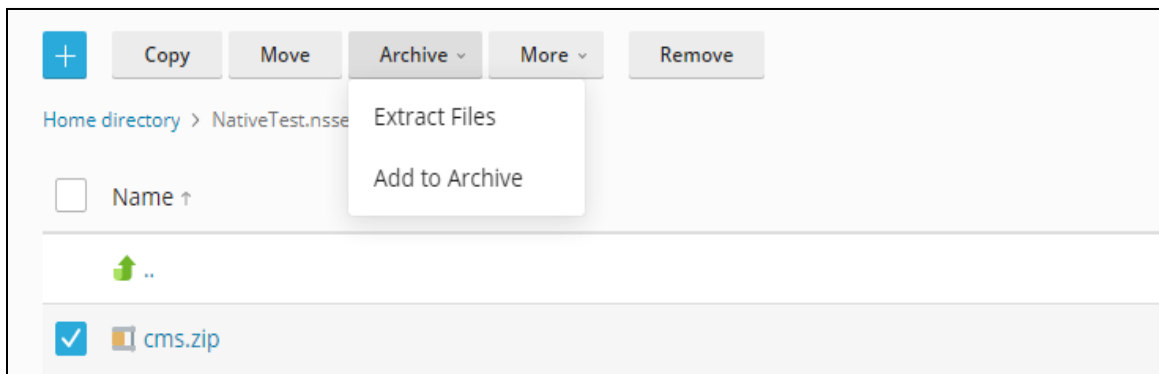 Copy Move Archive More Remove
Home directory > NativeTest.nsse
Extract Files
Add to Archive
Name ↑
..
cms.zip